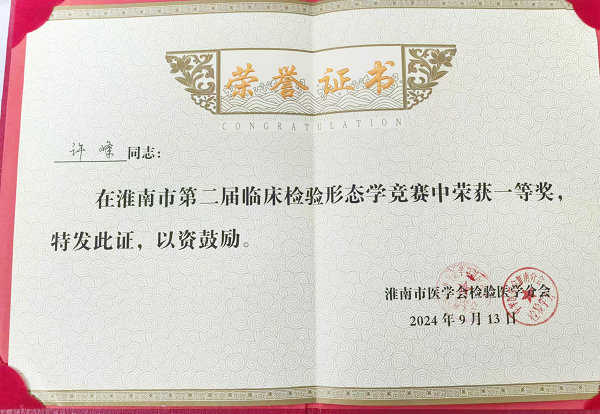 荣誉证书
CONGRATULATION
许峰 同志：
在淮南市第二届临床检验形态学竞赛中荣获一等奖，
特发此证，以资鼓励。
淮南市医学会检验医学分会
2024年9月13日